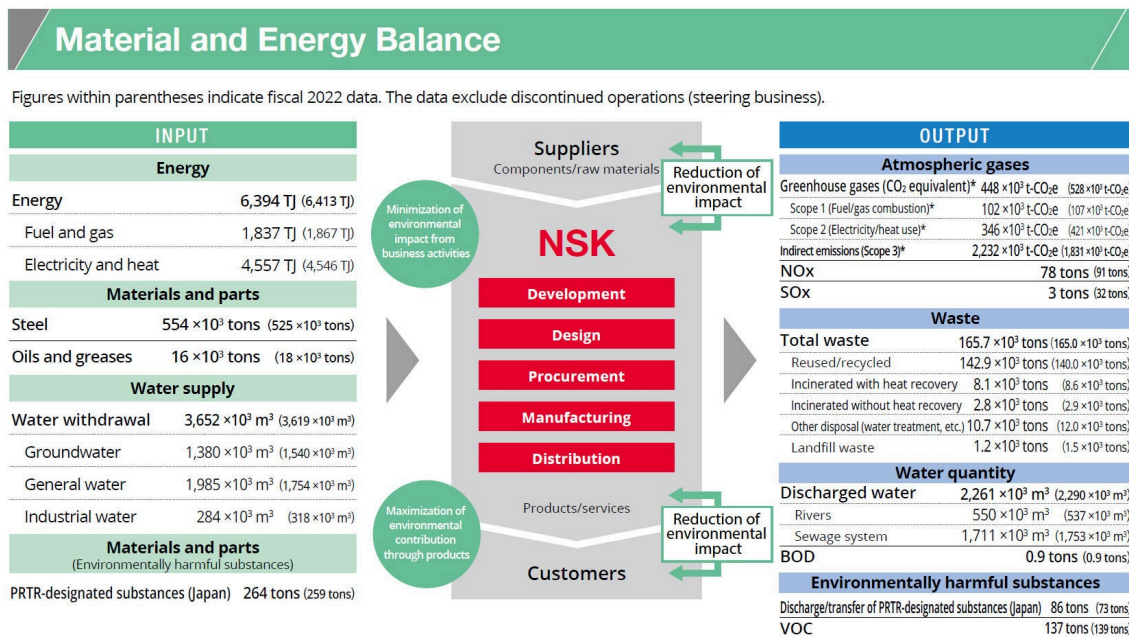 Material and Energy Balance
Figures within parentheses indicate fiscal 2022 data. The data exclude discontinued operations (steering business).
INPUT
Energy
Energy 6,394 TJ (6,413 TJ)
Fuel and gas 1,837 TJ (1,867 TJ)
Electricity and heat 4,557 TJ (4,546 TJ)
Materials and parts
Steel 554 ×10³ tons (525 ×10³ tons)
Oils and greases 16 ×10³ tons (18 ×10³ tons)
Water supply
Water withdrawal 3,652 ×10³ m³ (3,619 ×10³ m³)
Groundwater 1,380 ×10³ m³ (1,540 ×10³ m³)
General water 1,985 ×10³ m³ (1,754 ×10³ m³)
Industrial water 284 ×10³ m³ (318 ×10³ m³)
Materials and parts
(Environmentally harmful substances)
PRTR-designated substances (Japan) 264 tons (259 tons)
Suppliers
Components/raw materials
Reduction of
environmental
impact
Minimization of
environmental
impact from
business activities
NSK
Development
Design
Procurement
Manufacturing
Distribution
Maximization of
environmental
contribution
through products
Products/services
Reduction of
environmental
impact
Customers
OUTPUT
Atmospheric gases
Greenhouse gases (CO₂ equivalent)* 448 ×10³ t-CO₂e (528 ×10³ t-CO₂e)
Scope 1 (Fuel/gas combustion)* 102 ×10³ t-CO₂e (107 ×10³ t-CO₂e)
Scope 2 (Electricity/heat use)* 346 ×10³ t-CO₂e (421 ×10³ t-CO₂e)
Indirect emissions (Scope 3)* 2,232 ×10³ t-CO₂e (1,831 ×10³ t-CO₂e)
NOx 78 tons (91 tons)
SOx 3 tons (32 tons)
Waste
Total waste 165.7 ×10³ tons (165.0 ×10³ tons)
Reused/recycled 142.9 ×10³ tons (140.0 ×10³ tons)
Incinerated with heat recovery 8.1 ×10³ tons (8.6 ×10³ tons)
Incinerated without heat recovery 2.8 ×10³ tons (2.9 ×10³ tons)
Other disposal (water treatment, etc.) 10.7 ×10³ tons (12.0 ×10³ tons)
Landfill waste 1.2 ×10³ tons (1.5 ×10³ tons)
Water quantity
Discharged water 2,261 ×10³ m³ (2,290 ×10³ m³)
Rivers 550 ×10³ m³ (537 ×10³ m³)
Sewage system 1,711 ×10³ m³ (1,753 ×10³ m³)
BOD 0.9 tons (0.9 tons)
Environmentally harmful substances
Discharge/transfer of PRTR-designated substances (Japan) 86 tons (73 tons)
VOC 137 tons (139 tons)